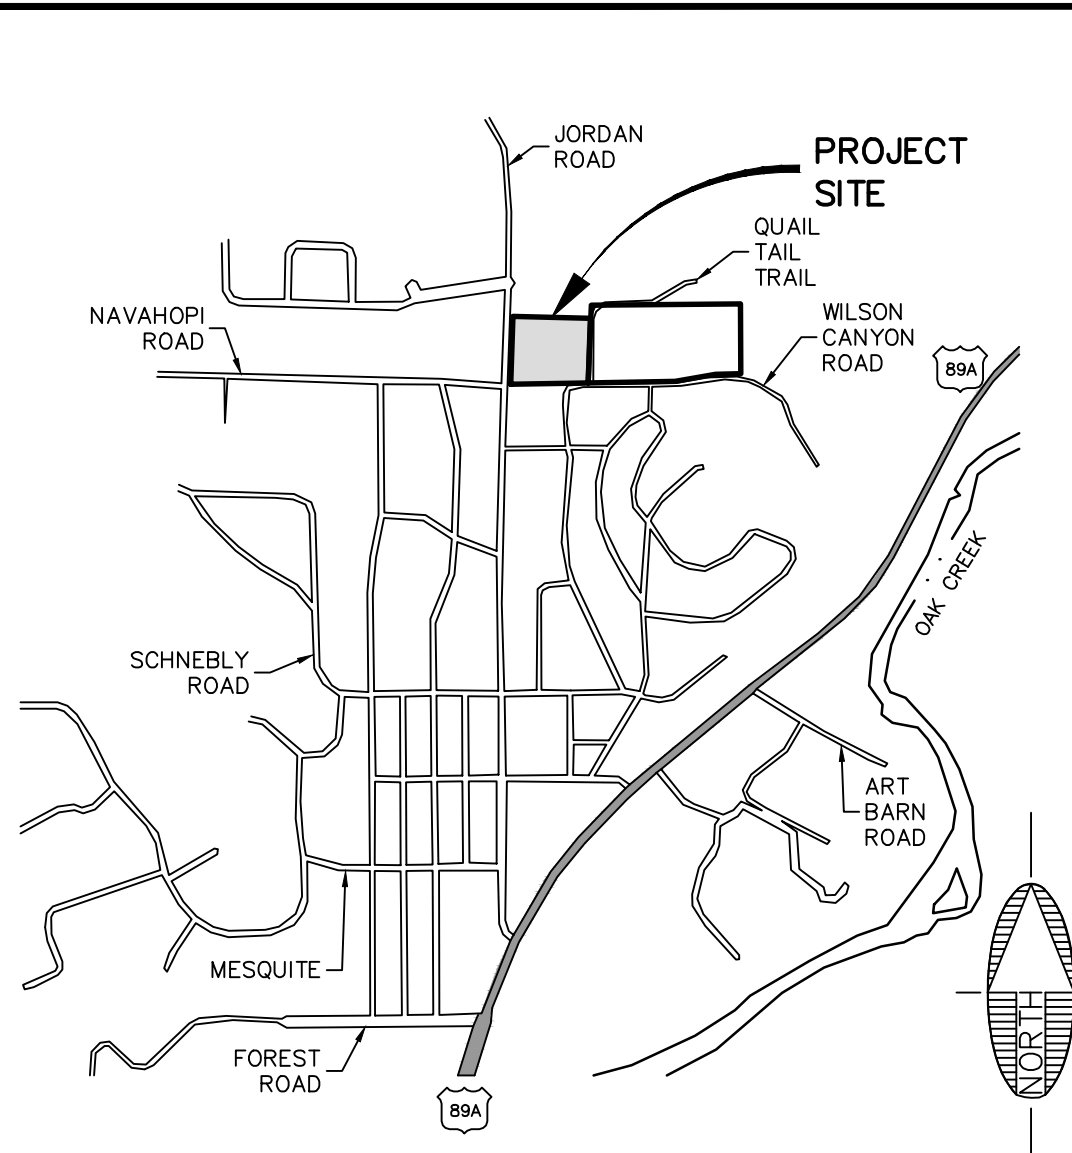 JORDAN
ROAD
PROJECT
SITE
QUAIL
TAIL
TRAIL
NAVAHOPI
ROAD
WILSON
CANYON
ROAD
89A
OAK CREEK
SCHNEBLY
ROAD
ART
BARN
ROAD
MESQUITE
NORTH
FOREST
ROAD
89A